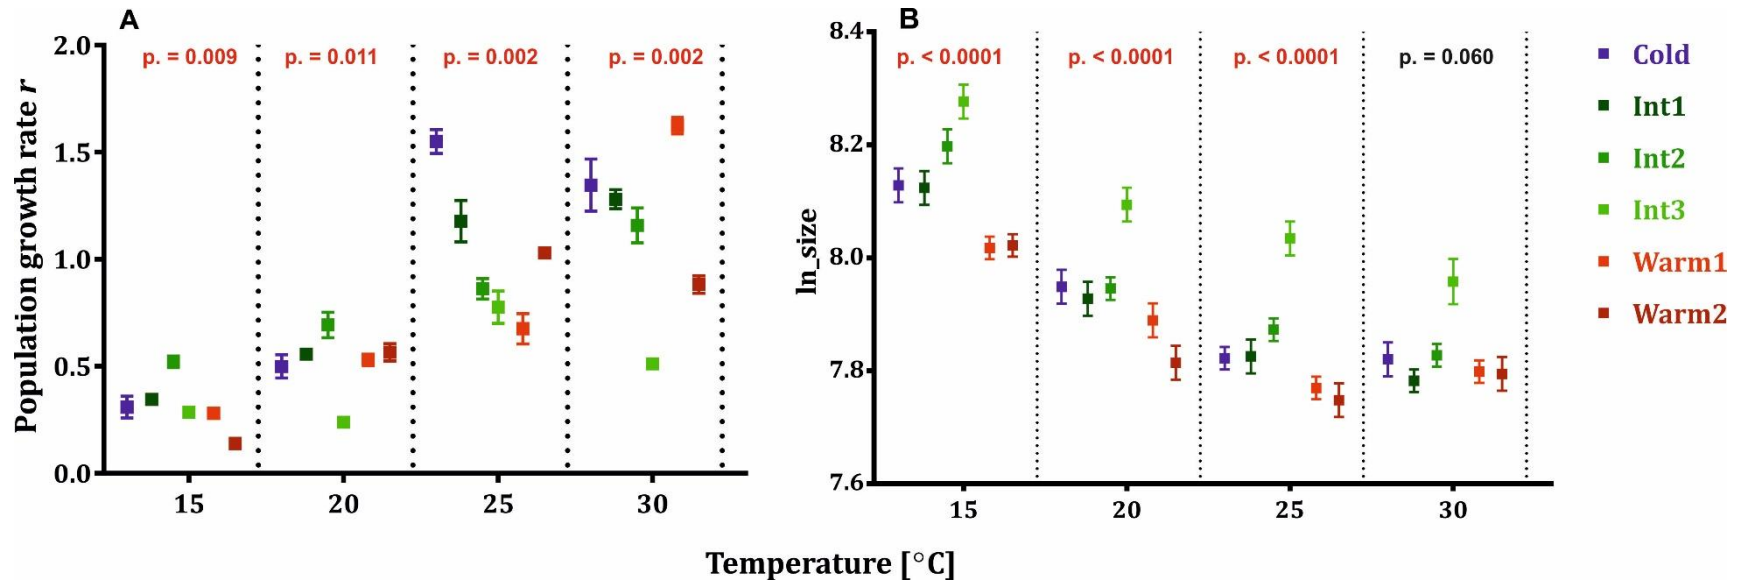 A
B
Population growth rate r
2.0
1.5
1.0
0.5
0.0
p. = 0.009
p. = 0.011
p. = 0.002
p. = 0.002
15
20
25
30
ln_size
8.4
8.2
8.0
7.8
7.6
p. < 0.0001
p. < 0.0001
p. < 0.0001
p. = 0.060
15
20
25
30
Cold
Int1
Int2
Int3
Warm1
Warm2
Temperature [°C]